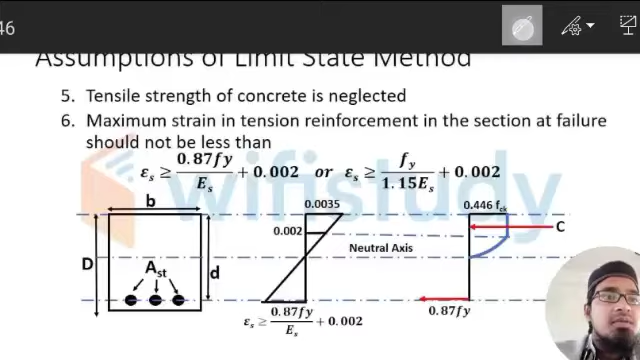 46
Assumptions of Limit State Method
5. Tensile strength of concrete is neglected
6. Maximum strain in tension reinforcement in the section at failure
should not be less than
εs ≥ 0.87fy/Es + 0.002 or εs ≥ fy/1.15Es + 0.002
wifistudy
b
0.0035
0.446 fck
0.002
C
Neutral Axis
D
Ast
d
0.87fy
εs ≥ 0.87fy/Es + 0.002